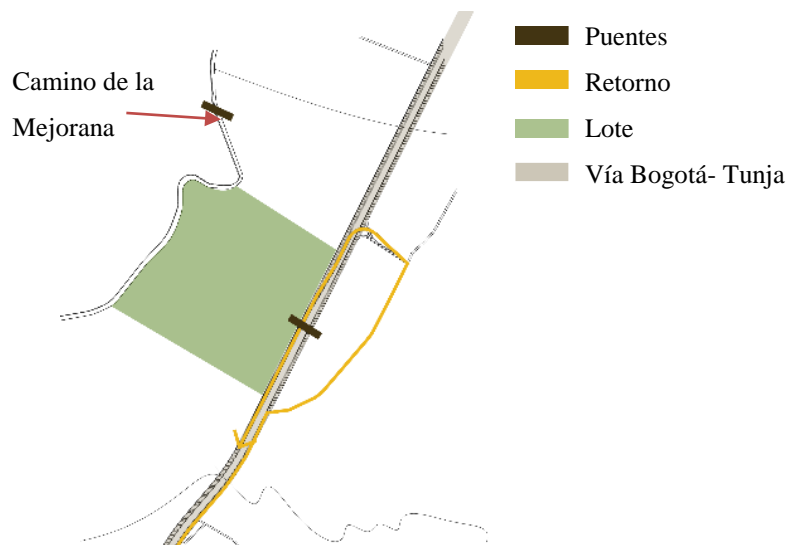 Camino de la
Mejorana
Puentes
Retorno
Lote
Vía Bogotá- Tunja